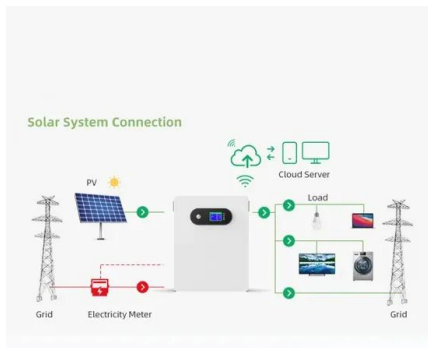 Solar System Connection
Cloud Server
PV
Load
Grid
Electricity Meter
Grid